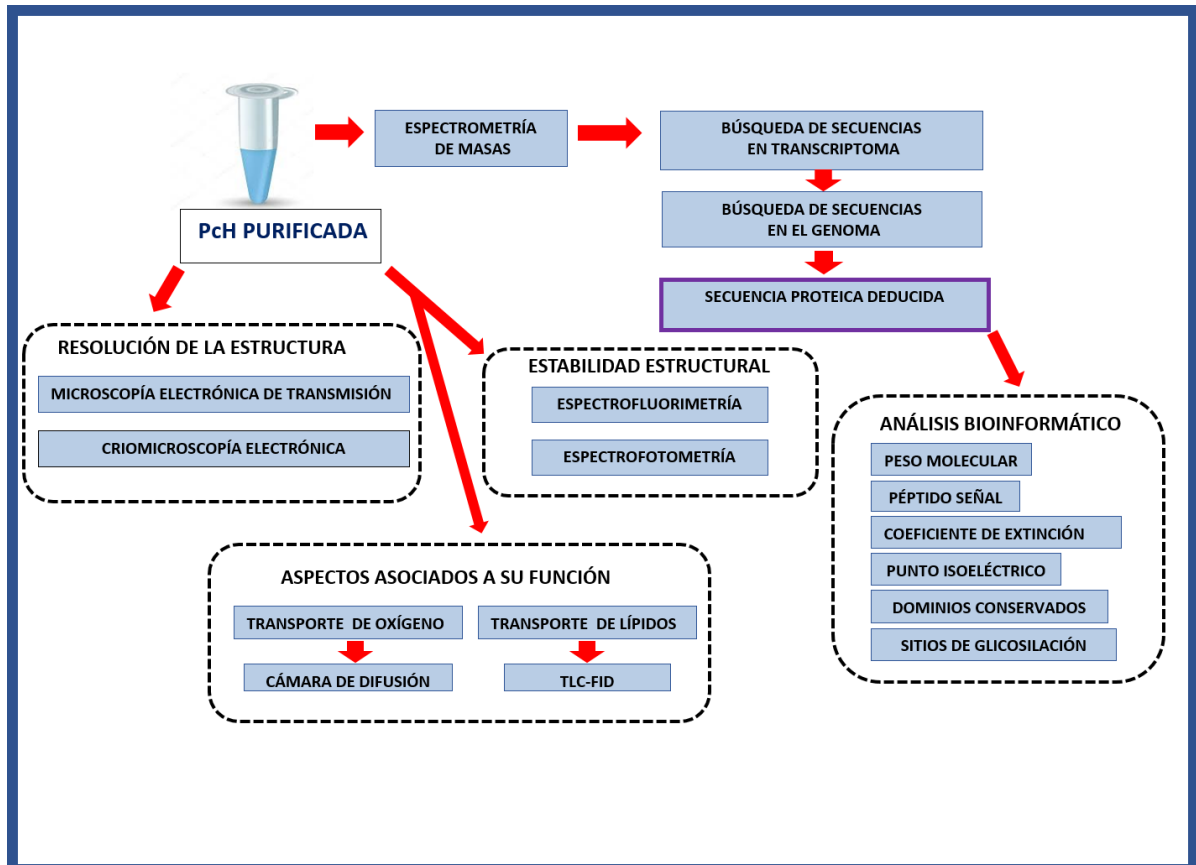 ESPECTROMETRÍA
DE MASAS
BÚSQUEDA DE SECUENCIAS
EN TRANSCRIPTOMA
BÚSQUEDA DE SECUENCIAS
EN EL GENOMA
SECUENCIA PROTEICA DEDUCIDA
PcH PURIFICADA
RESOLUCIÓN DE LA ESTRUCTURA
MICROSCOPÍA ELECTRÓNICA DE TRANSMISIÓN
CRIOMICROSCOPÍA ELECTRÓNICA
ESTABILIDAD ESTRUCTURAL
ESPECTROFLUORIMETRÍA
ESPECTROFOTOMETRÍA
ANÁLISIS BIOINFORMÁTICO
PESO MOLECULAR
PÉPTIDO SEÑAL
COEFICIENTE DE EXTINCIÓN
PUNTO ISOELÉCTRICO
DOMINIOS CONSERVADOS
SITIOS DE GLICOSILACIÓN
ASPECTOS ASOCIADOS A SU FUNCIÓN
TRANSPORTE DE OXÍGENO
CÁMARA DE DIFUSIÓN
TRANSPORTE DE LÍPIDOS
TLC-FID